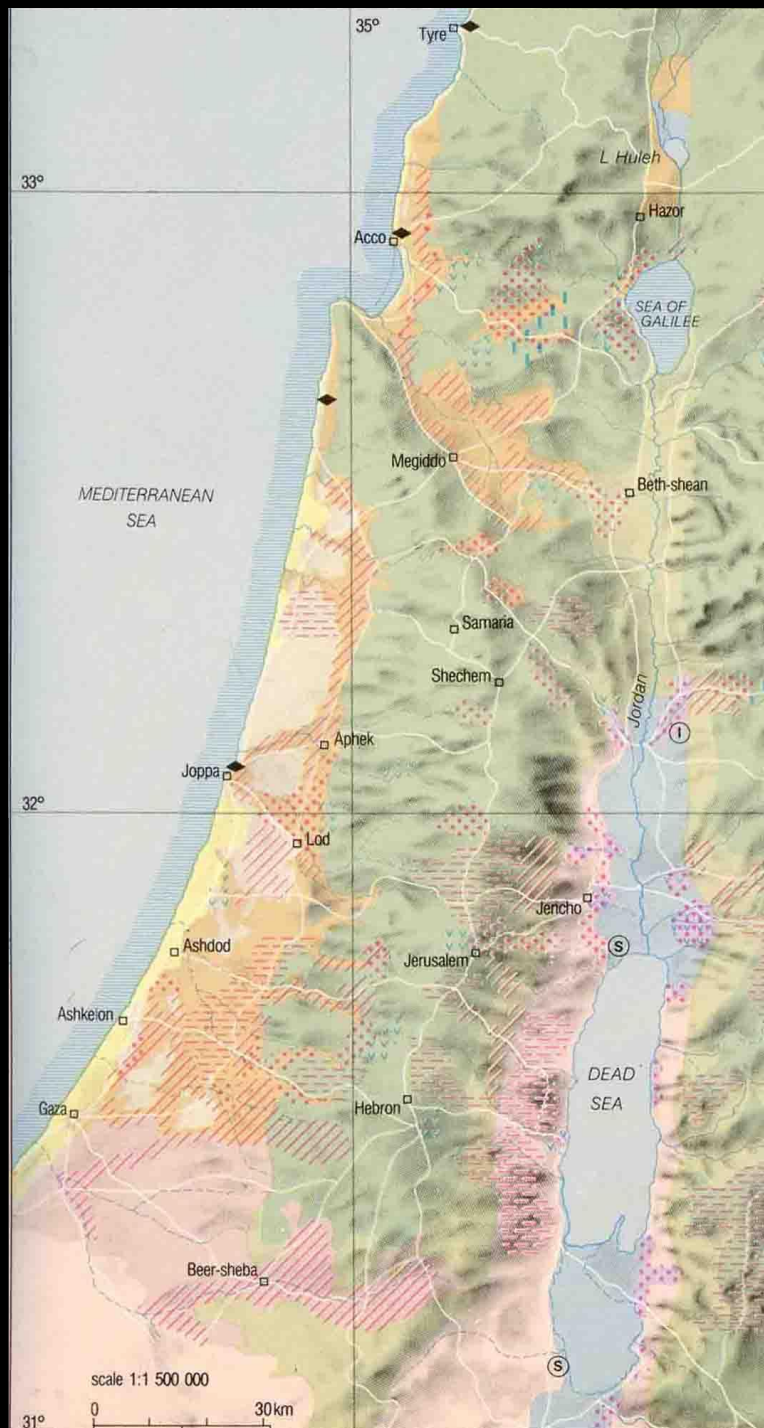 35°
Tyre
L Huleh
33°
Hazor
Acco
SEA OF
GALILEE
Megiddo
MEDITERRANEAN
SEA
Beth-shean
Samaria
Shechem
Jordan
I
Aphek
Joppa
32°
Lod
Jericho
Ashdod
Jerusalem
S
Ashkelon
DEAD
SEA
Gaza
Hebron
Beer-sheba
S
scale 1:1 500 000
0 30 km
31°